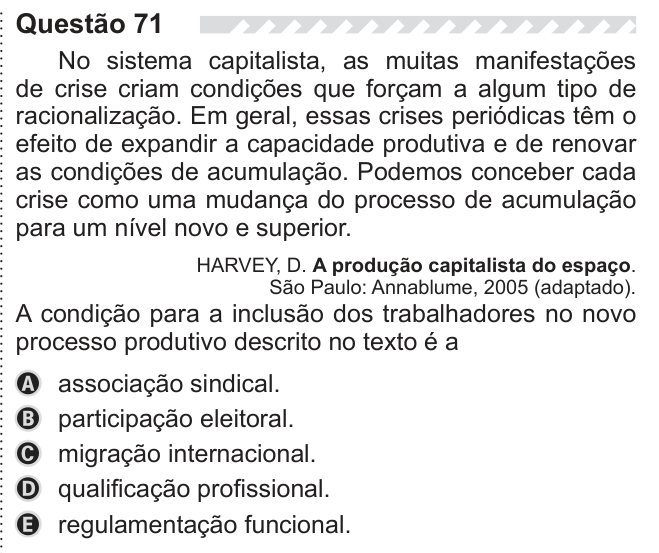 Questão 71
No sistema capitalista, as muitas manifestações
de crise criam condições que forçam a algum tipo de
racionalização. Em geral, essas crises periódicas têm o
efeito de expandir a capacidade produtiva e de renovar
as condições de acumulação. Podemos conceber cada
crise como uma mudança do processo de acumulação
para um nível novo e superior.
HARVEY, D. A produção capitalista do espaço.
São Paulo: Annablume, 2005 (adaptado).
A condição para a inclusão dos trabalhadores no novo
processo produtivo descrito no texto é a
A associação sindical.
B participação eleitoral.
C migração internacional.
D qualificação profissional.
E regulamentação funcional.